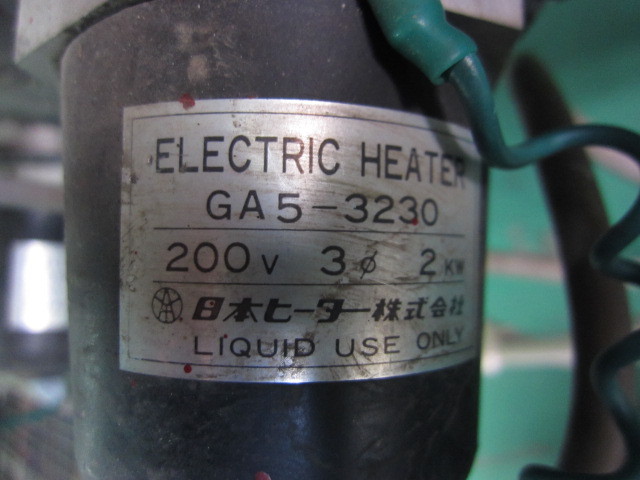 ELECTRIC HEATER
GA5-3230
200V 3φ 2KW
日本ヒーター株式会社
LIQUID USE ONLY